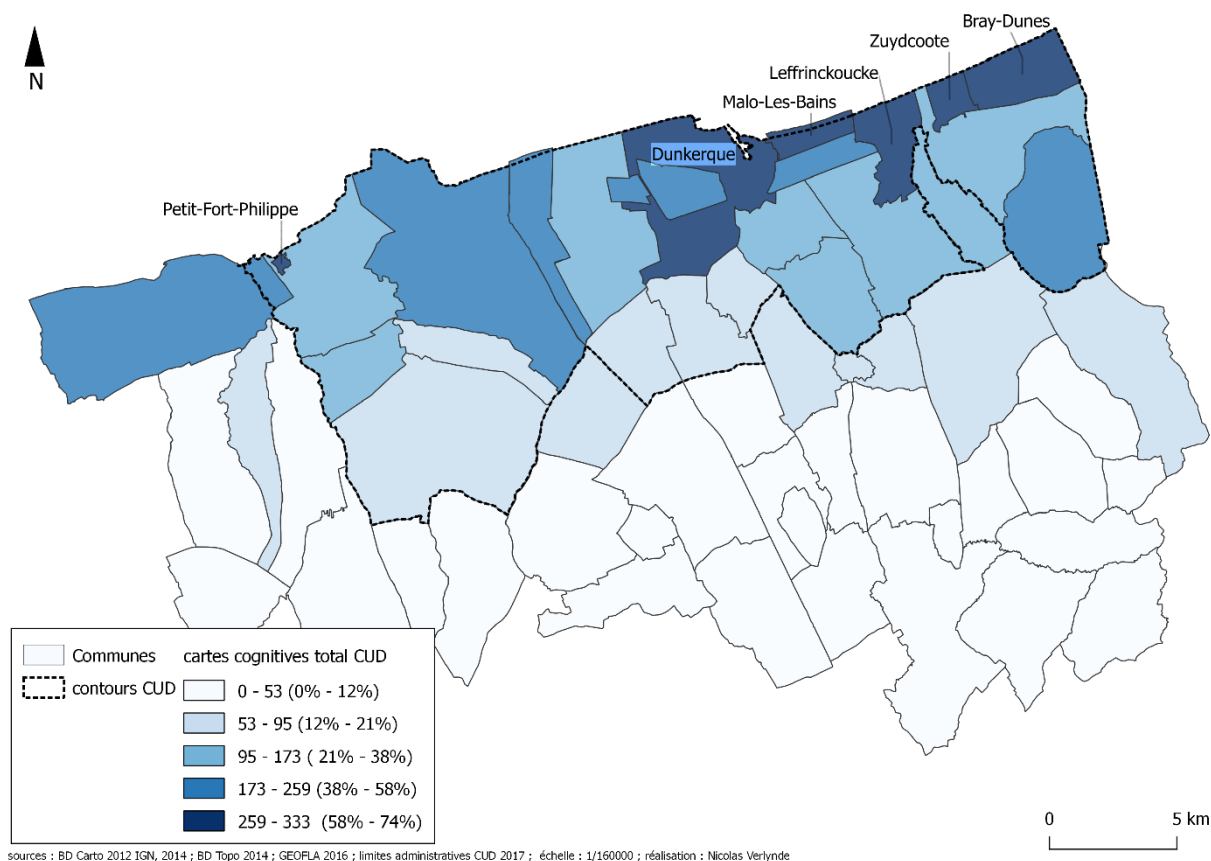 Bray-Dunes
Zuydcoote
Leffrinckoucke
Malo-Les-Bains
N
Dunkerque
Petit-Fort-Philippe
Communes
contours CUD
cartes cognitives total CUD
0 - 53 (0% - 12%)
53 - 95 (12% - 21%)
95 - 173 ( 21% - 38%)
173 - 259 (38% - 58%)
259 - 333 (58% - 74%)
0 5 km
sources : BD Carto 2012 IGN, 2014 ; BD Topo 2014 ; GEOFLA 2016 ; limites administratives CUD 2017 ; échelle : 1/160000 ; réalisation : Nicolas Verlynde